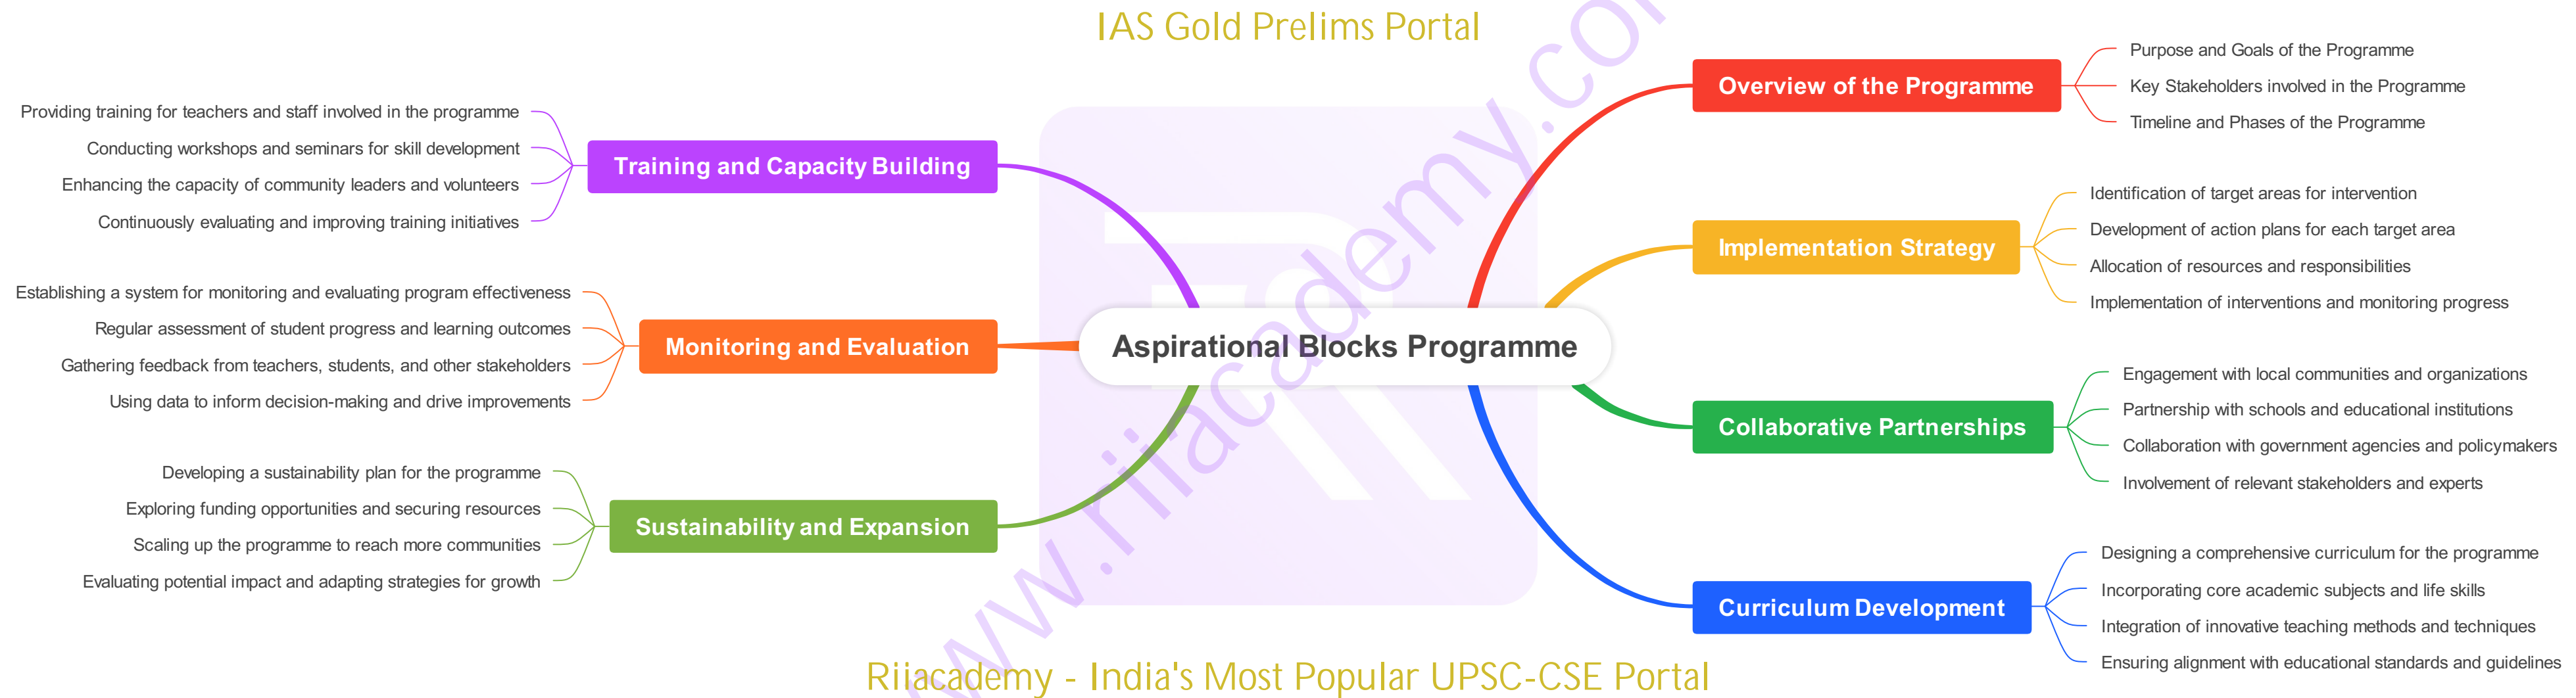 IAS Gold Prelims Portal
Aspirational Blocks Programme
Overview of the Programme
Purpose and Goals of the Programme
Key Stakeholders involved in the Programme
Timeline and Phases of the Programme
Implementation Strategy
Identification of target areas for intervention
Development of action plans for each target area
Allocation of resources and responsibilities
Implementation of interventions and monitoring progress
Collaborative Partnerships
Engagement with local communities and organizations
Partnership with schools and educational institutions
Collaboration with government agencies and policymakers
Involvement of relevant stakeholders and experts
Curriculum Development
Designing a comprehensive curriculum for the programme
Incorporating core academic subjects and life skills
Integration of innovative teaching methods and techniques
Ensuring alignment with educational standards and guidelines
Training and Capacity Building
Providing training for teachers and staff involved in the programme
Conducting workshops and seminars for skill development
Enhancing the capacity of community leaders and volunteers
Continuously evaluating and improving training initiatives
Monitoring and Evaluation
Establishing a system for monitoring and evaluating program effectiveness
Regular assessment of student progress and learning outcomes
Gathering feedback from teachers, students, and other stakeholders
Using data to inform decision-making and drive improvements
Sustainability and Expansion
Developing a sustainability plan for the programme
Exploring funding opportunities and securing resources
Scaling up the programme to reach more communities
Evaluating potential impact and adapting strategies for growth
www.riiacademy.com
Riiacademy - India's Most Popular UPSC-CSE Portal